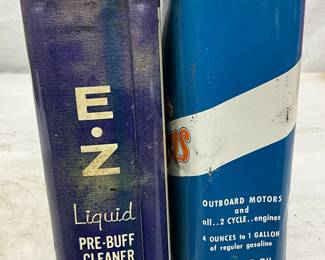 E•Z
Liquid
PRE-BUFF
CLEANER
OUTBOARD MOTORS
and
all..2 CYCLE..engines
4 OUNCES to 1 GALLON
of regular gasoline